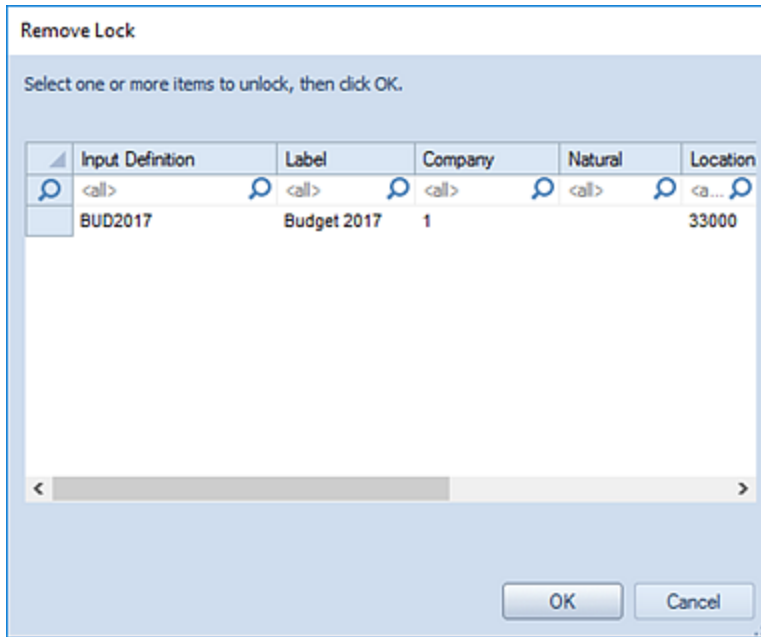 Remove Lock
Select one or more items to unlock, then click OK.
Input Definition Label Company Natural Location
<all> <all> <all> <all> <a...
BUD2017 Budget 2017 1 33000
OK Cancel